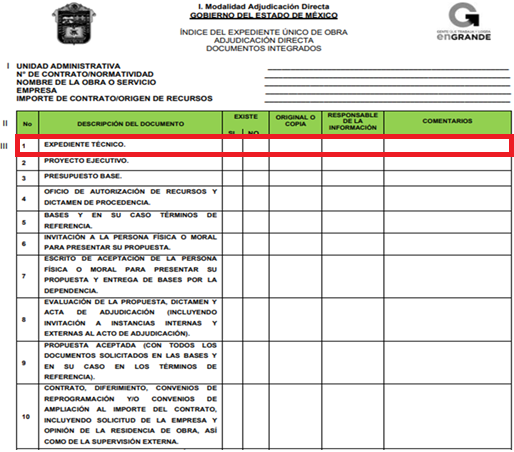 I. Modalidad Adjudicación Directa
GOBIERNO DEL ESTADO DE MÉXICO
ÍNDICE DEL EXPEDIENTE ÚNICO DE OBRA
ADJUDICACIÓN DIRECTA
DOCUMENTOS INTEGRADOS
enGRANDE
I UNIDAD ADMINISTRATIVA
N° DE CONTRATO/NORMATIVIDAD
NOMBRE DE LA OBRA O SERVICIO
EMPRESA
IMPORTE DE CONTRATO/ORIGEN DE RECURSOS
II No DESCRIPCIÓN DEL DOCUMENTO EXISTE SI NO ORIGINAL O COPIA RESPONSABLE DE LA INFORMACIÓN COMENTARIOS
III 1 EXPEDIENTE TÉCNICO.
2 PROYECTO EJECUTIVO.
3 PRESUPUESTO BASE.
4 OFICIO DE AUTORIZACIÓN DE RECURSOS Y
DICTAMEN DE PROCEDENCIA.
5 BASES Y EN SU CASO TÉRMINOS DE
REFERENCIA.
6 INVITACIÓN A LA PERSONA FÍSICA O MORAL
PARA PRESENTAR SU PROPUESTA.
7 ESCRITO DE ACEPTACIÓN DE LA PERSONA
FÍSICA O MORAL PARA PRESENTAR SU
PROPUESTA Y ENTREGA DE BASES POR LA
DEPENDENCIA.
8 EVALUACIÓN DE LA PROPUESTA, DICTAMEN Y
ACTA DE ADJUDICACIÓN (INCLUYENDO
INVITACIÓN A INSTANCIAS INTERNAS Y
EXTERNAS AL ACTO DE ADJUDICACIÓN).
9 PROPUESTA ACEPTADA (CON TODOS LOS
DOCUMENTOS SOLICITADOS EN LAS BASES Y
EN SU CASO EN LOS TÉRMINOS DE
REFERENCIA).
10 CONTRATO, DIFERIMIENTO, CONVENIOS DE
REPROGRAMACIÓN Y/O CONVENIOS DE
AMPLIACIÓN AL IMPORTE DEL CONTRATO,
INCLUYENDO SOLICITUD DE LA EMPRESA Y
OPINIÓN DE LA RESIDENCIA DE OBRA, ASÍ
COMO DE LA SUPERVISIÓN EXTERNA.